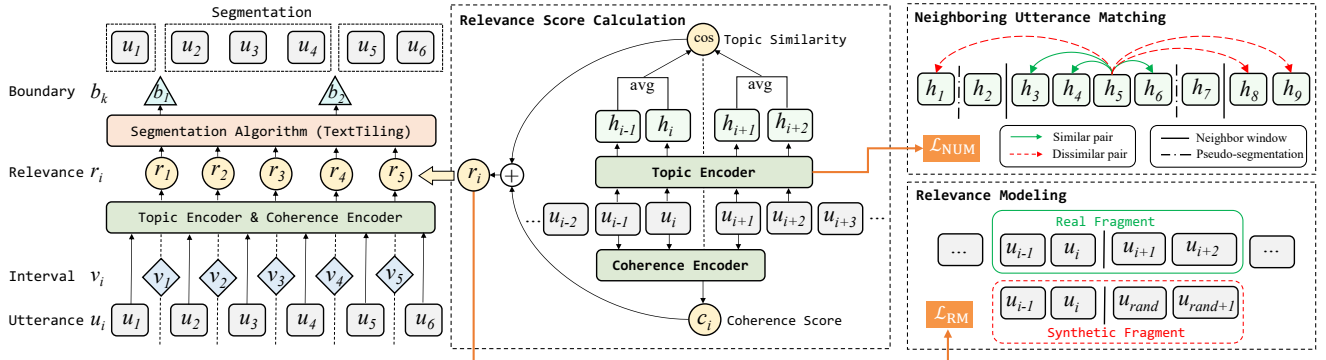 Segmentation
u1 u2 u3 u4 u5 u6
Boundary bk b1 b2
Segmentation Algorithm (TextTiling)
Relevance ri r1 r2 r3 r4 r5
Topic Encoder & Coherence Encoder
Interval vi v1 v2 v3 v4 v5
Utterance ui u1 u2 u3 u4 u5 u6
Relevance Score Calculation
cos Topic Similarity
avg avg
hi-1 hi hi+1 hi+2
Topic Encoder
ri +
... ui-2 ui-1 ui ui+1 ui+2 ui+3 ...
Coherence Encoder
ci Coherence Score
Neighboring Utterance Matching
h1 h2 h3 h4 h5 h6 h7 h8 h9
LNUM
Similar pair
Dissimilar pair
Neighbor window
Pseudo-segmentation
Relevance Modeling
Real Fragment
... ui-1 ui ui+1 ui+2 ...
ui-1 ui urand urand+1
LRM
Synthetic Fragment